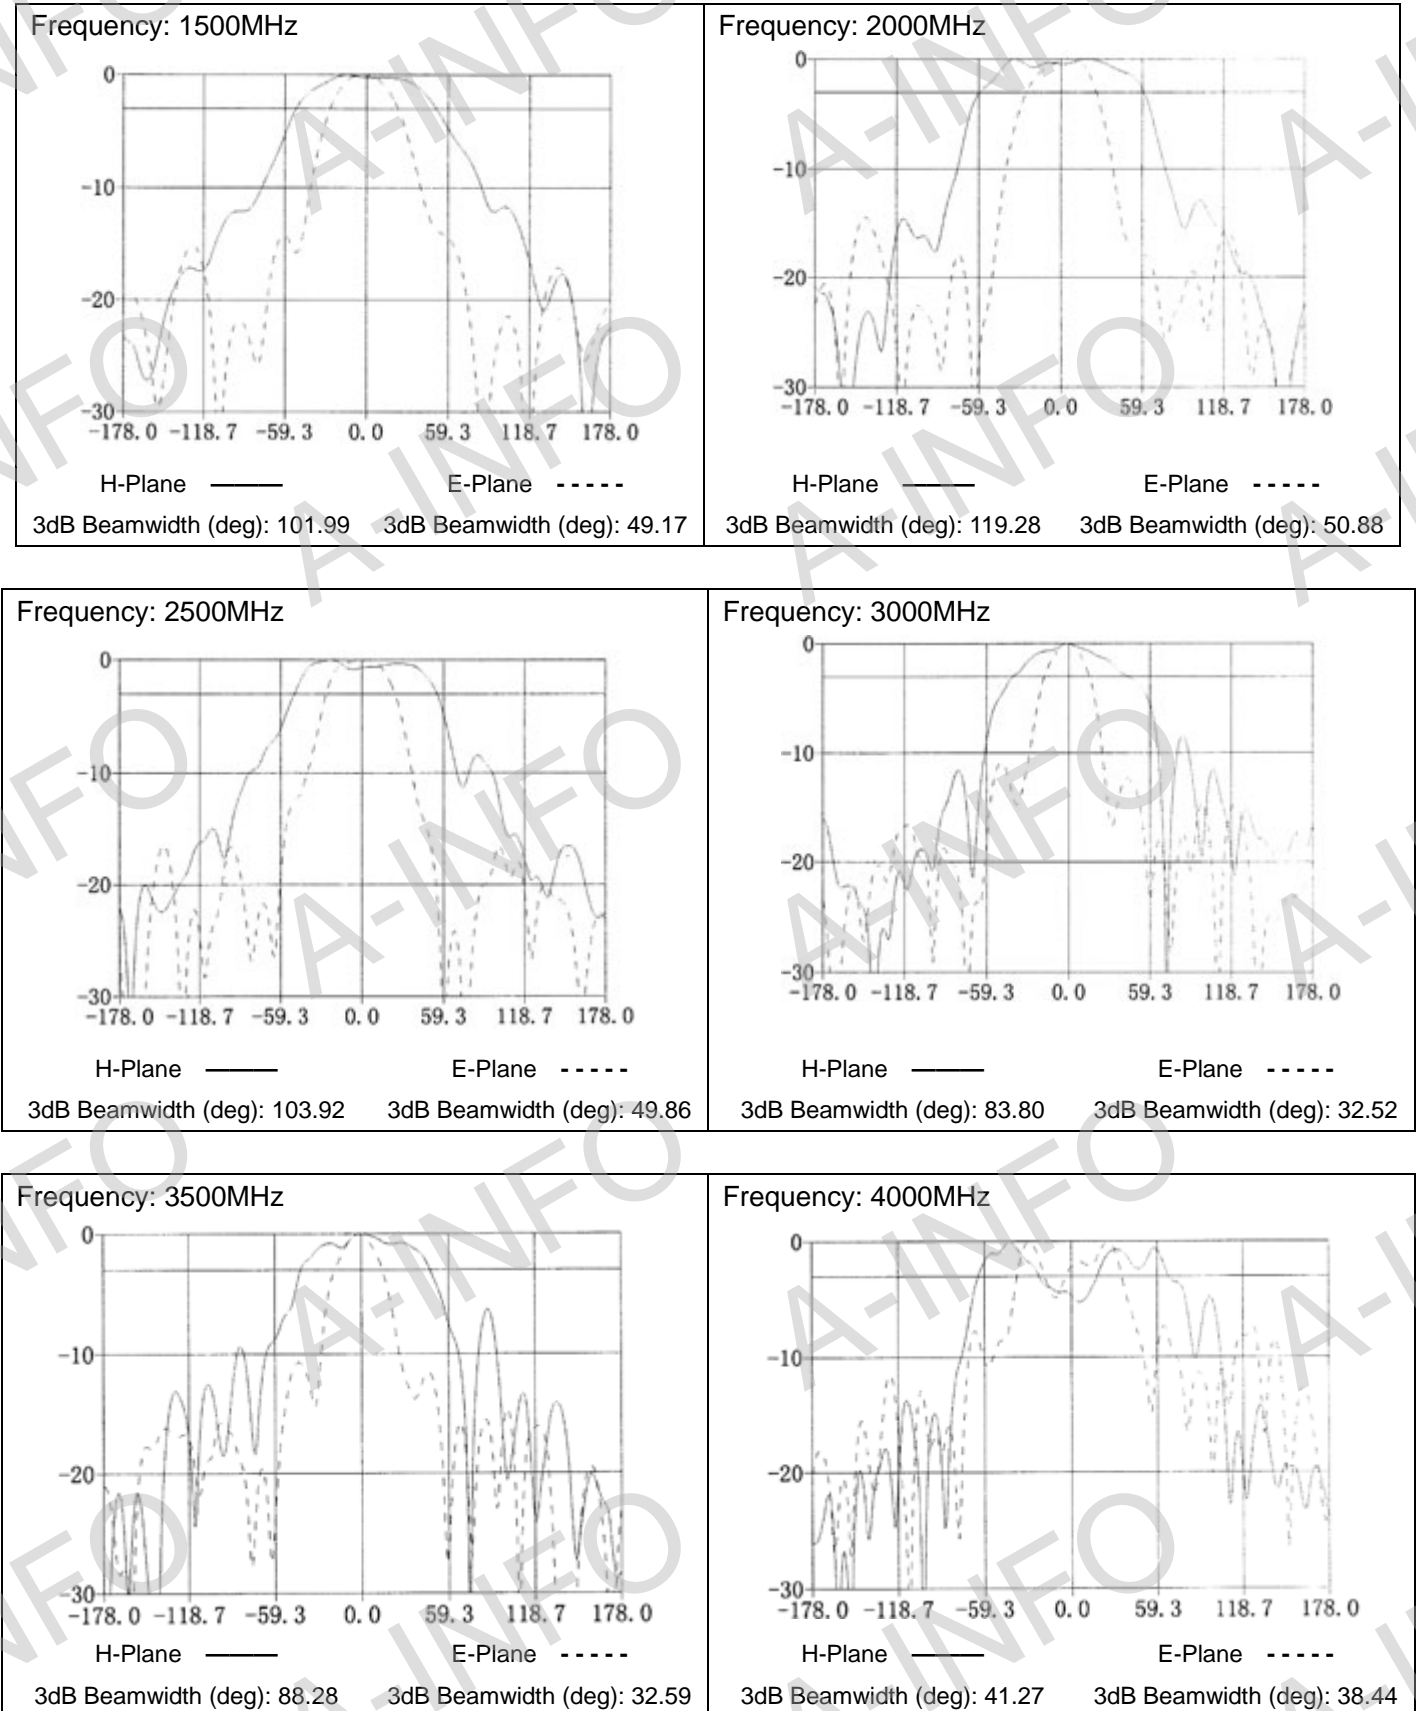 Frequency: 1500MHz
0
-10
-20
-30
-178.0 -118.7 -59.3 0.0 59.3 118.7 178.0
H-Plane E-Plane
3dB Beamwidth (deg): 101.99 3dB Beamwidth (deg): 49.17
Frequency: 2000MHz
0
-10
-20
-30
-178.0 -118.7 -59.3 0.0 59.3 118.7 178.0
H-Plane E-Plane
3dB Beamwidth (deg): 119.28 3dB Beamwidth (deg): 50.88
Frequency: 2500MHz
0
-10
-20
-30
-178.0 -118.7 -59.3 0.0 59.3 118.7 178.0
H-Plane E-Plane
3dB Beamwidth (deg): 103.92 3dB Beamwidth (deg): 49.86
Frequency: 3000MHz
0
-10
-20
-30
-178.0 -118.7 -59.3 0.0 59.3 118.7 178.0
H-Plane E-Plane
3dB Beamwidth (deg): 83.80 3dB Beamwidth (deg): 32.52
Frequency: 3500MHz
0
-10
-20
-30
-178.0 -118.7 -59.3 0.0 59.3 118.7 178.0
H-Plane E-Plane
3dB Beamwidth (deg): 88.28 3dB Beamwidth (deg): 32.59
Frequency: 4000MHz
0
-10
-20
-30
-178.0 -118.7 -59.3 0.0 59.3 118.7 178.0
H-Plane E-Plane
3dB Beamwidth (deg): 41.27 3dB Beamwidth (deg): 38.44
A-INFO